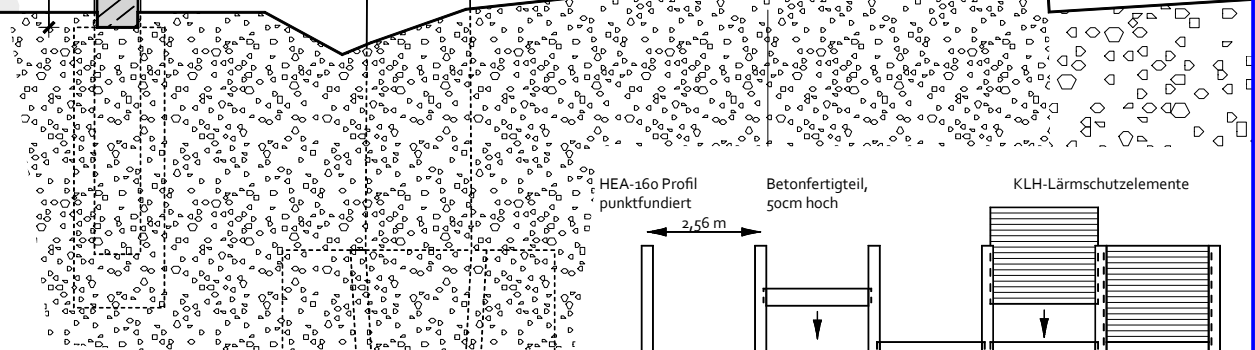 HEA-160 Profil
punktfundiert
2,56 m
Betonfertigteil,
50cm hoch
KLH-Lärmschutzelemente